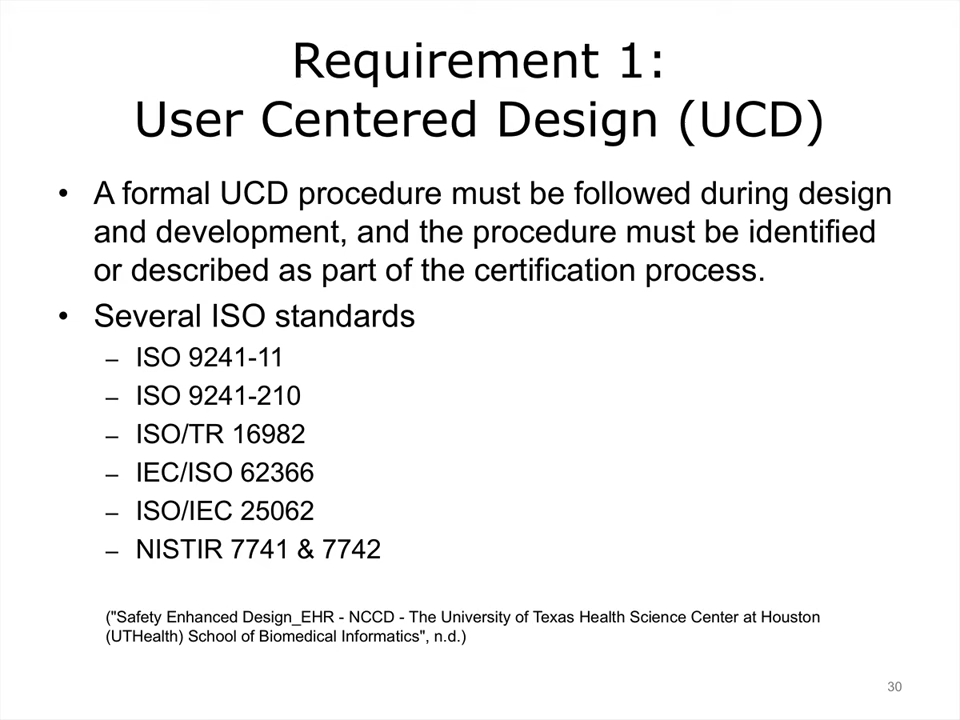 Requirement 1:
User Centered Design (UCD)
• A formal UCD procedure must be followed during design
and development, and the procedure must be identified
or described as part of the certification process.
• Several ISO standards
– ISO 9241-11
– ISO 9241-210
– ISO/TR 16982
– IEC/ISO 62366
– ISO/IEC 25062
– NISTIR 7741 & 7742
("Safety Enhanced Design_EHR - NCCD - The University of Texas Health Science Center at Houston
(UTHealth) School of Biomedical Informatics", n.d.)
30